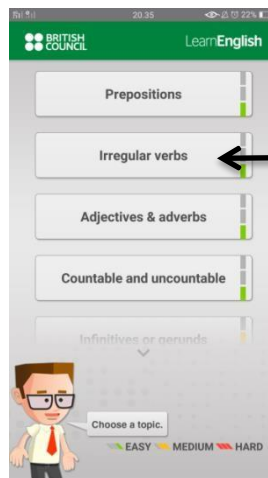 20.35
22%
BRITISH
COUNCIL
LearnEnglish
Prepositions
Irregular verbs
Adjectives & adverbs
Countable and uncountable
Infinitives or gerunds
Choose a topic.
EASY MEDIUM HARD